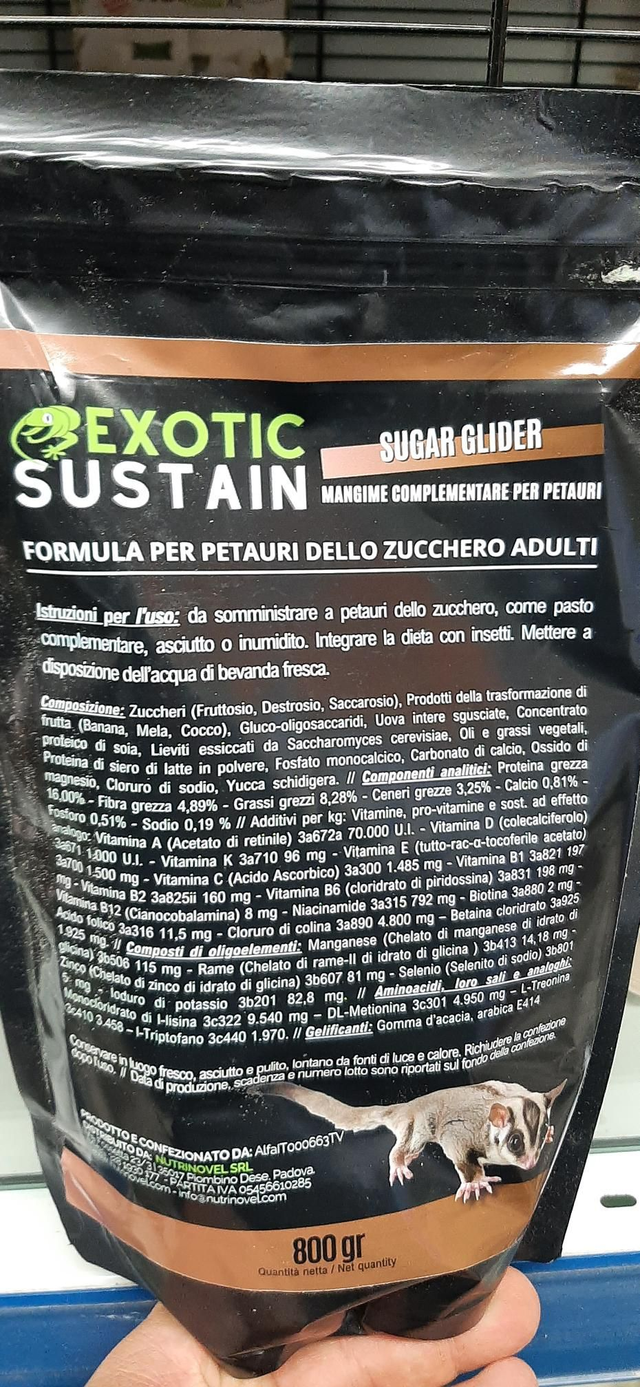 EXOTIC
SUSTAIN
SUGAR GLIDER
MANGIME COMPLEMENTARE PER PETAURI
FORMULA PER PETAURI DELLO ZUCCHERO ADULTI
Istruzioni per l'uso: da somministrare a petauri dello zucchero, come pasto
complementare, asciutto o inumidito. Integrare la dieta con insetti. Mettere a
disposizione dell'acqua di bevanda fresca.
Composizione: Zuccheri (Fruttosio, Destrosio, Saccarosio), Prodotti della trasformazione di
frutta (Banana, Mela, Cocco), Gluco-oligosaccaridi, Uova intere sgusciate, Concentrato
proteico di soia, Lieviti essiccati da Saccharomyces cerevisiae, Oli e grassi vegetali,
Proteina di siero di latte in polvere, Fosfato monocalcico, Carbonato di calcio, Ossido di
magnesio, Cloruro di sodio, Yucca schidigera. // Componenti analitici: Proteina grezza
16,00% - Fibra grezza 4,89% - Grassi grezzi 8,28% - Ceneri grezze 3,25% - Calcio 0,81% -
Fosforo 0,51% - Sodio 0,19 % // Additivi per kg: Vitamine, pro-vitamine e sost. ad effetto
analogo: Vitamina A (Acetato di retinile) 3a672a 70.000 U.I. - Vitamina D (colecalciferolo)
3a671 1.000 U.I. - Vitamina K 3a710 96 mg - Vitamina E (tutto-rac-α-tocoferile acetato)
3a700 1.500 mg - Vitamina C (Acido Ascorbico) 3a300 1.485 mg - Vitamina B1 3a821 197
mg - Vitamina B2 3a825ii 160 mg - Vitamina B6 (cloridrato di piridossina) 3a831 198 mg -
Vitamina B12 (Cianocobalamina) 8 mg - Niacinamide 3a315 792 mg - Biotina 3a880 2 mg -
Acido folico 3a316 11,5 mg - Cloruro di colina 3a890 4.800 mg - Betaina cloridrato 3a925
1.925 mg. // Composti di oligoelementi: Manganese (Chelato di manganese di idrato di
glicina) 3b506 115 mg - Rame (Chelato di rame-II di idrato di glicina ) 3b413 14,18 mg -
Zinco (Chelato di zinco di idrato di glicina) 3b607 81 mg - Selenio (Selenito di sodio) 3b801
mg - Ioduro di potassio 3b201 82,8 mg. // Aminoacidi, loro sali e analoghi:
Monocloridrato di l-lisina 3c322 9.540 mg - DL-Metionina 3c301 4.950 mg - L-Treonina
3c410 3.458 - l-Triptofano 3c440 1.970. // Gelificanti: Gomma d'acacia, arabica E414
Conservare in luogo fresco, asciutto e pulito, lontano da fonti di luce e calore. Richiudere la confezione
dopo l'uso. // Data di produzione, scadenza e numero lotto sono riportati sul fondo della confezione.
PRODOTTO E CONFEZIONATO DA: AlfaIT000663TV
DISTRIBUITO DA: NUTRINOVEL SRL
35017 Piombino Dese, Padova.
PARTITA IVA 05456610285
info@nutrinovel.com
800 gr
Quantità netta / Net quantity